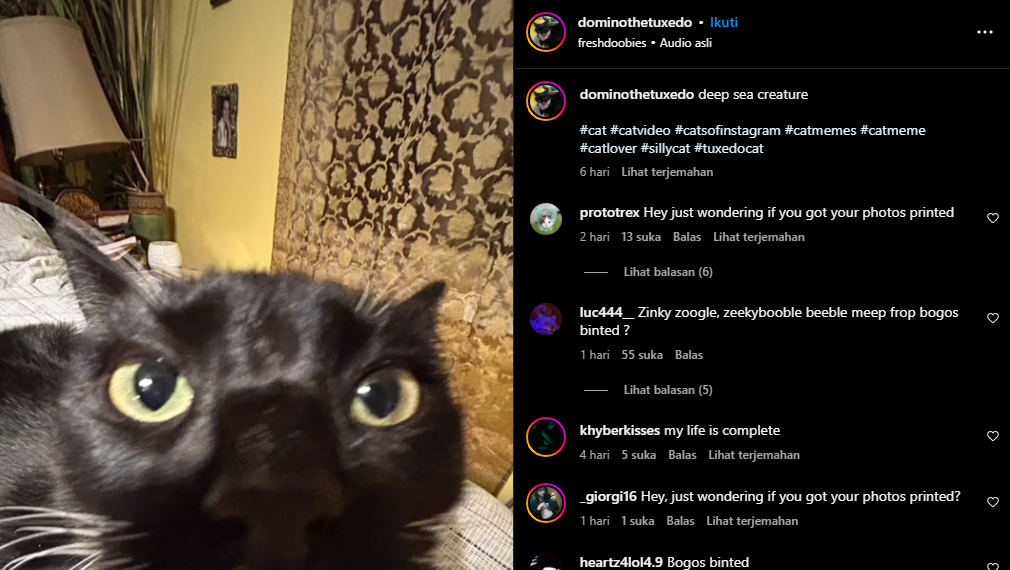 dominothetuxedo • Ikuti
freshdoobies • Audio asli
dominothetuxedo deep sea creature
#cat #catvideo #catsofinstagram #catmemes #catmeme
#catlover #sillycat #tuxedocat
6 hari Lihat terjemahan
prototrex Hey just wondering if you got your photos printed
2 hari 13 suka Balas Lihat terjemahan
Lihat balasan (6)
luc444__ Zinky zoogle, zeekybooble beeble meep frop bogos
binted ?
1 hari 55 suka Balas
Lihat balasan (5)
khyberkisses my life is complete
4 hari 5 suka Balas Lihat terjemahan
_giorgi16 Hey, just wondering if you got your photos printed?
1 hari 1 suka Balas Lihat terjemahan
heartz4lol4.9 Bogos binted